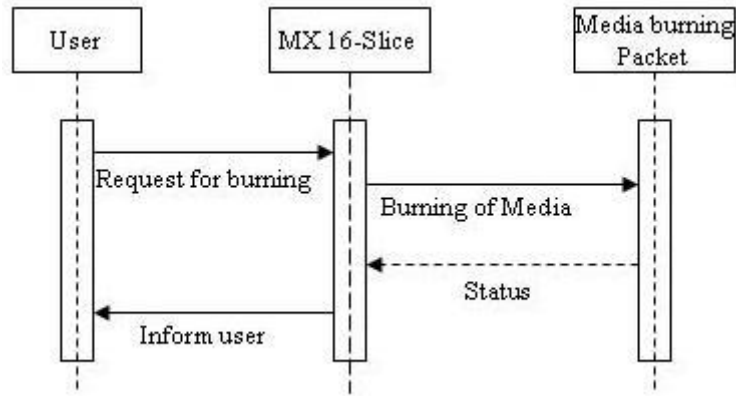 User
MX 16-Slice
Media burning
Packet
Request for burning
Burning of Media
Status
Inform user